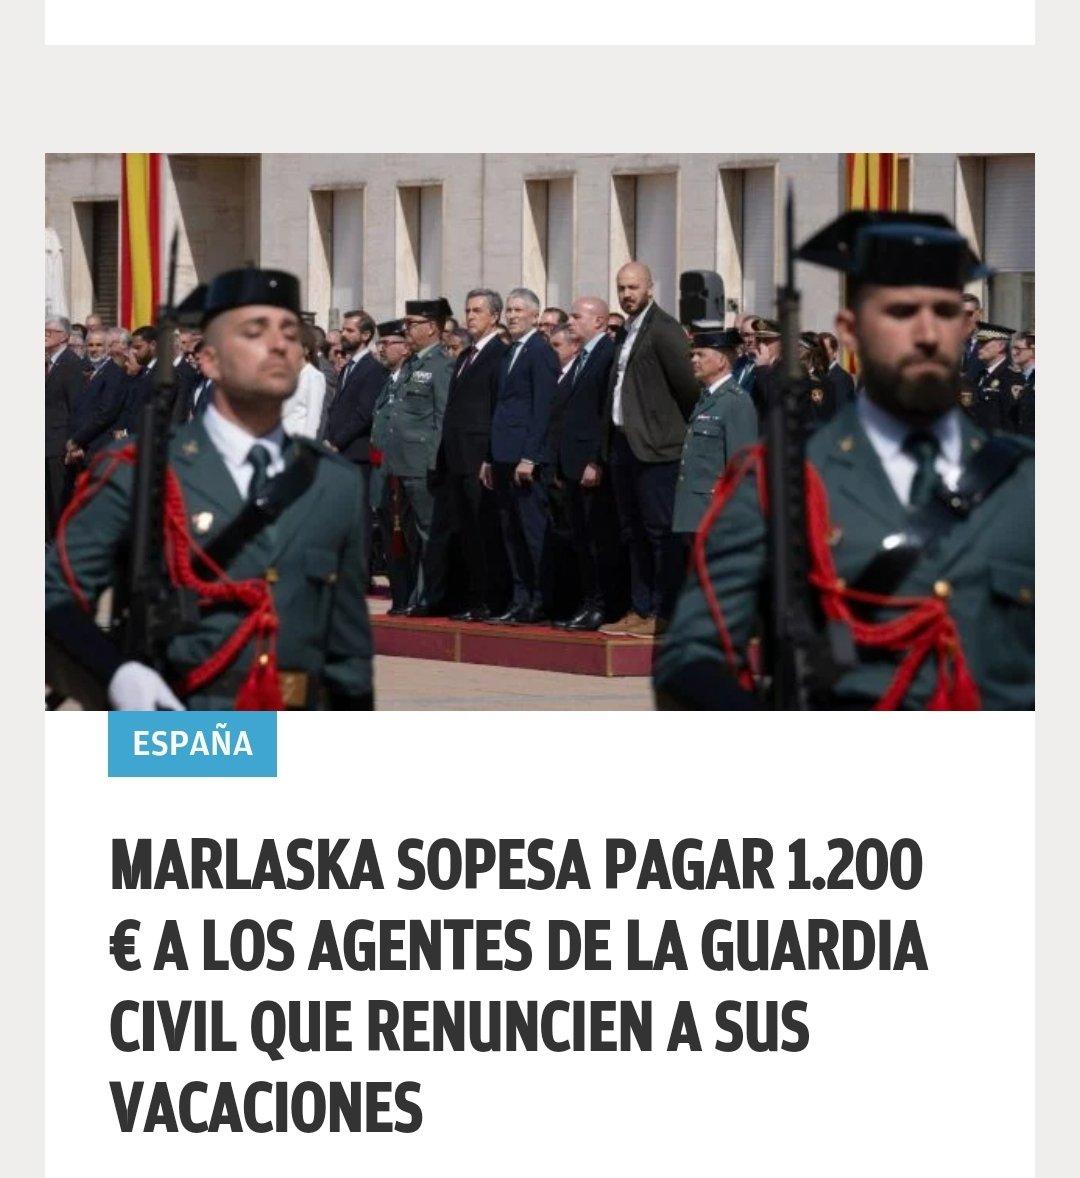 ESPAÑA
MARLASKA SOPESA PAGAR 1.200
€ A LOS AGENTES DE LA GUARDIA
CIVIL QUE RENUNCIEN A SUS
VACACIONES